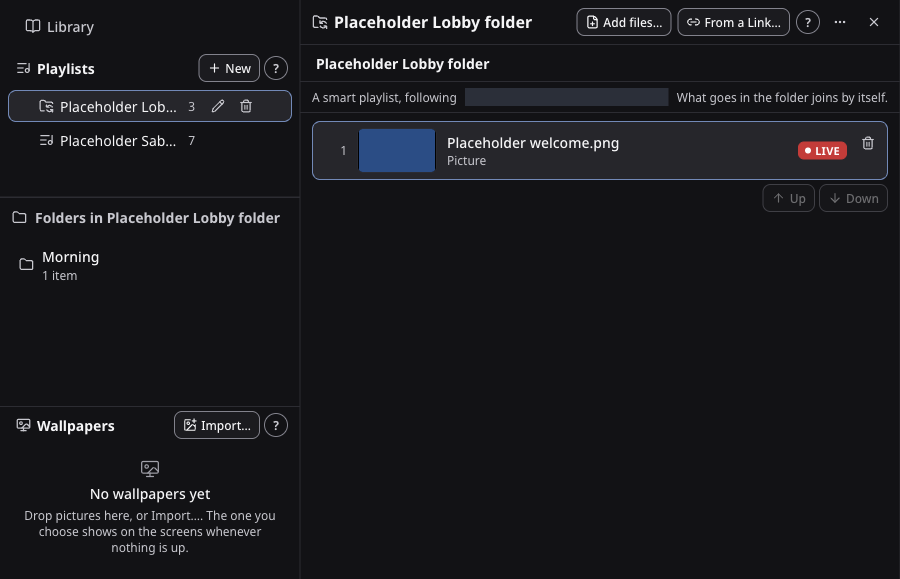 Library
Playlists
New
?
Placeholder Lob... 3
Placeholder Sab... 7
Folders in Placeholder Lobby folder
Morning
1 item
Wallpapers
Import...
?
No wallpapers yet
Drop pictures here, or Import.... The one you
choose shows on the screens whenever
nothing is up.
Placeholder Lobby folder
Add files...
From a Link...
?
Placeholder Lobby folder
A smart playlist, following
What goes in the folder joins by itself.
1
Placeholder welcome.png
Picture
LIVE
Up
Down